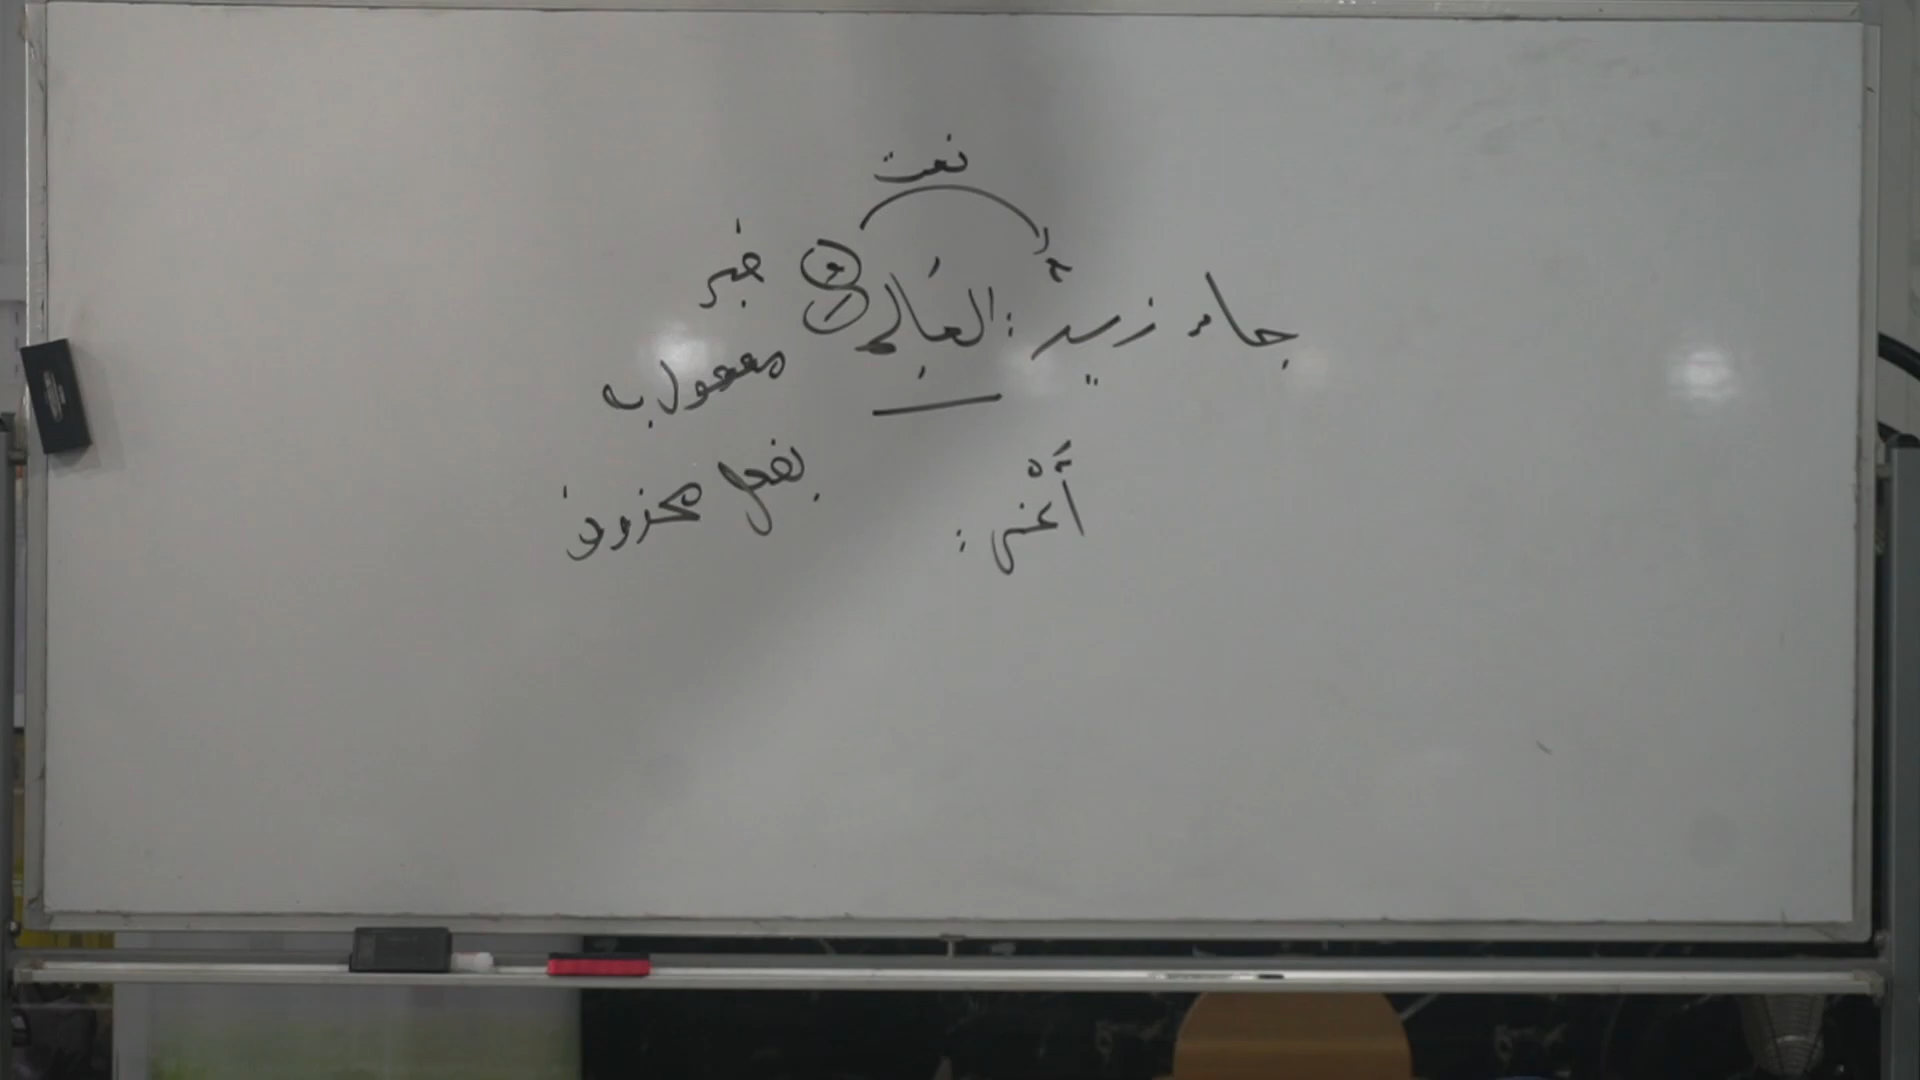 نعت
جاء زيدٌ العالم
خبر
مفعول به
بفعل محذوف
أعني